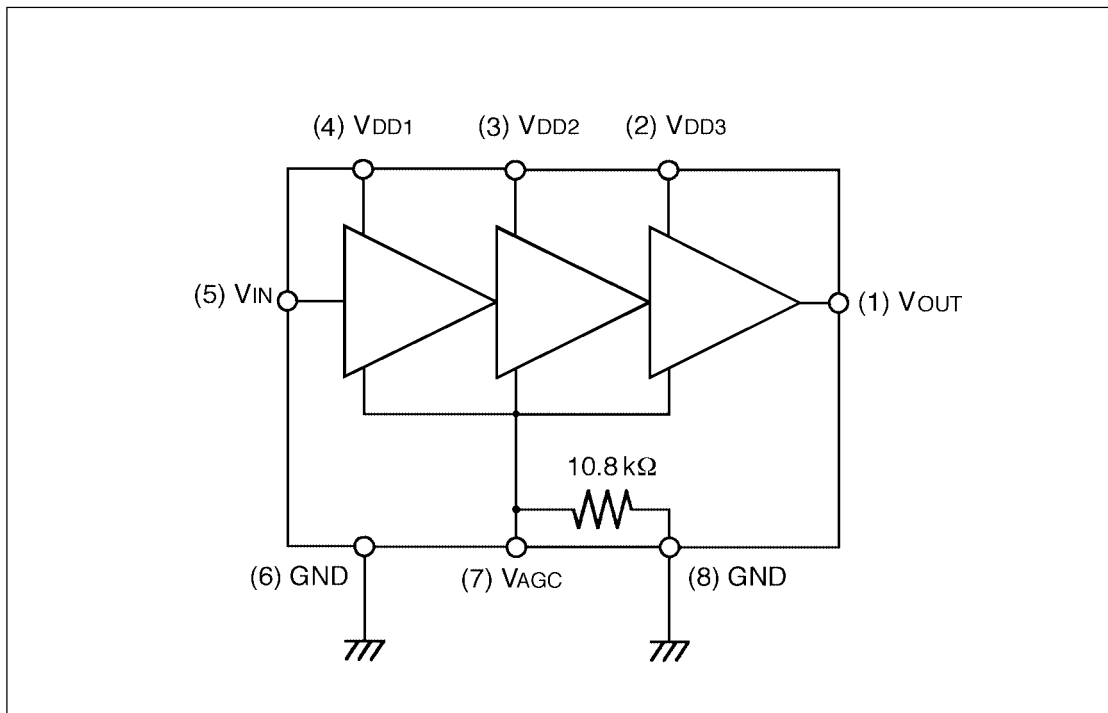 (4) VDD1
(3) VDD2
(2) VDD3
(5) VIN
(1) VOUT
10.8 kΩ
(6) GND
(7) VAGC
(8) GND